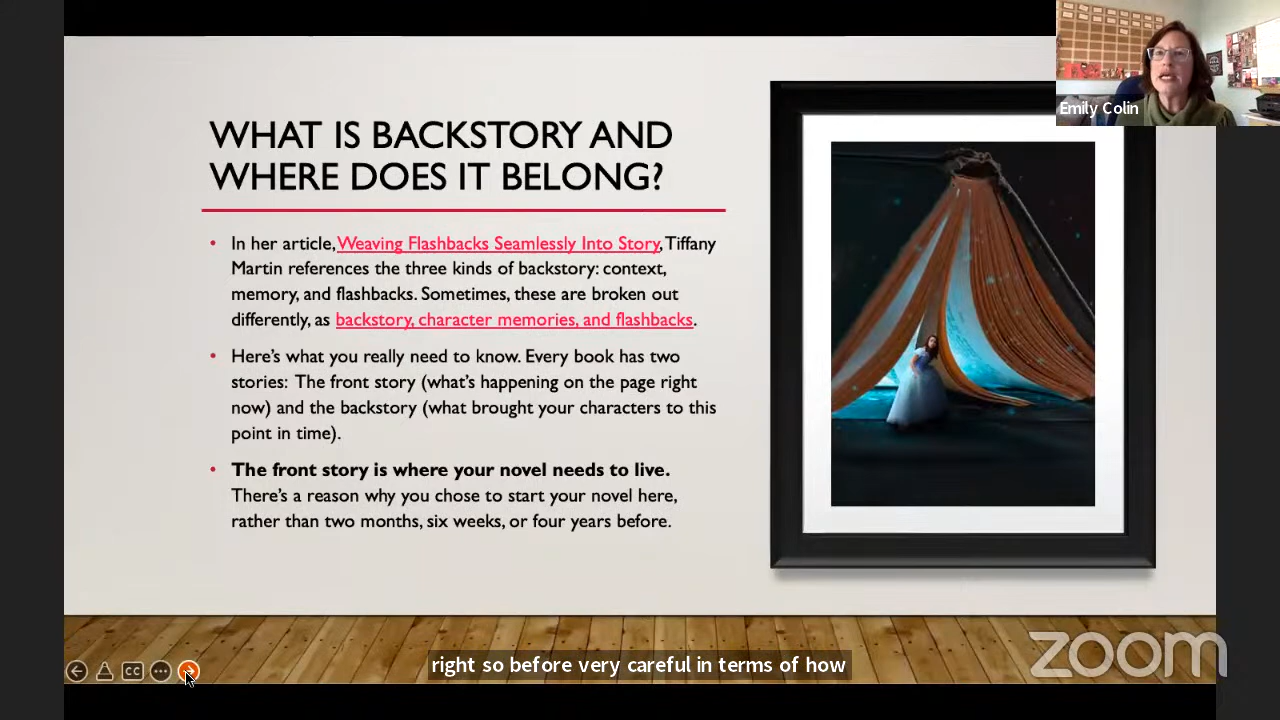 Emily Colin
WHAT IS BACKSTORY AND
WHERE DOES IT BELONG?
• In her article, Weaving Flashbacks Seamlessly Into Story, Tiffany
Martin references the three kinds of backstory: context,
memory, and flashbacks. Sometimes, these are broken out
differently, as backstory, character memories, and flashbacks.
• Here's what you really need to know. Every book has two
stories: The front story (what's happening on the page right
now) and the backstory (what brought your characters to this
point in time).
• The front story is where your novel needs to live.
There's a reason why you chose to start your novel here,
rather than two months, six weeks, or four years before.
CC
right so before very careful in terms of how
zoom